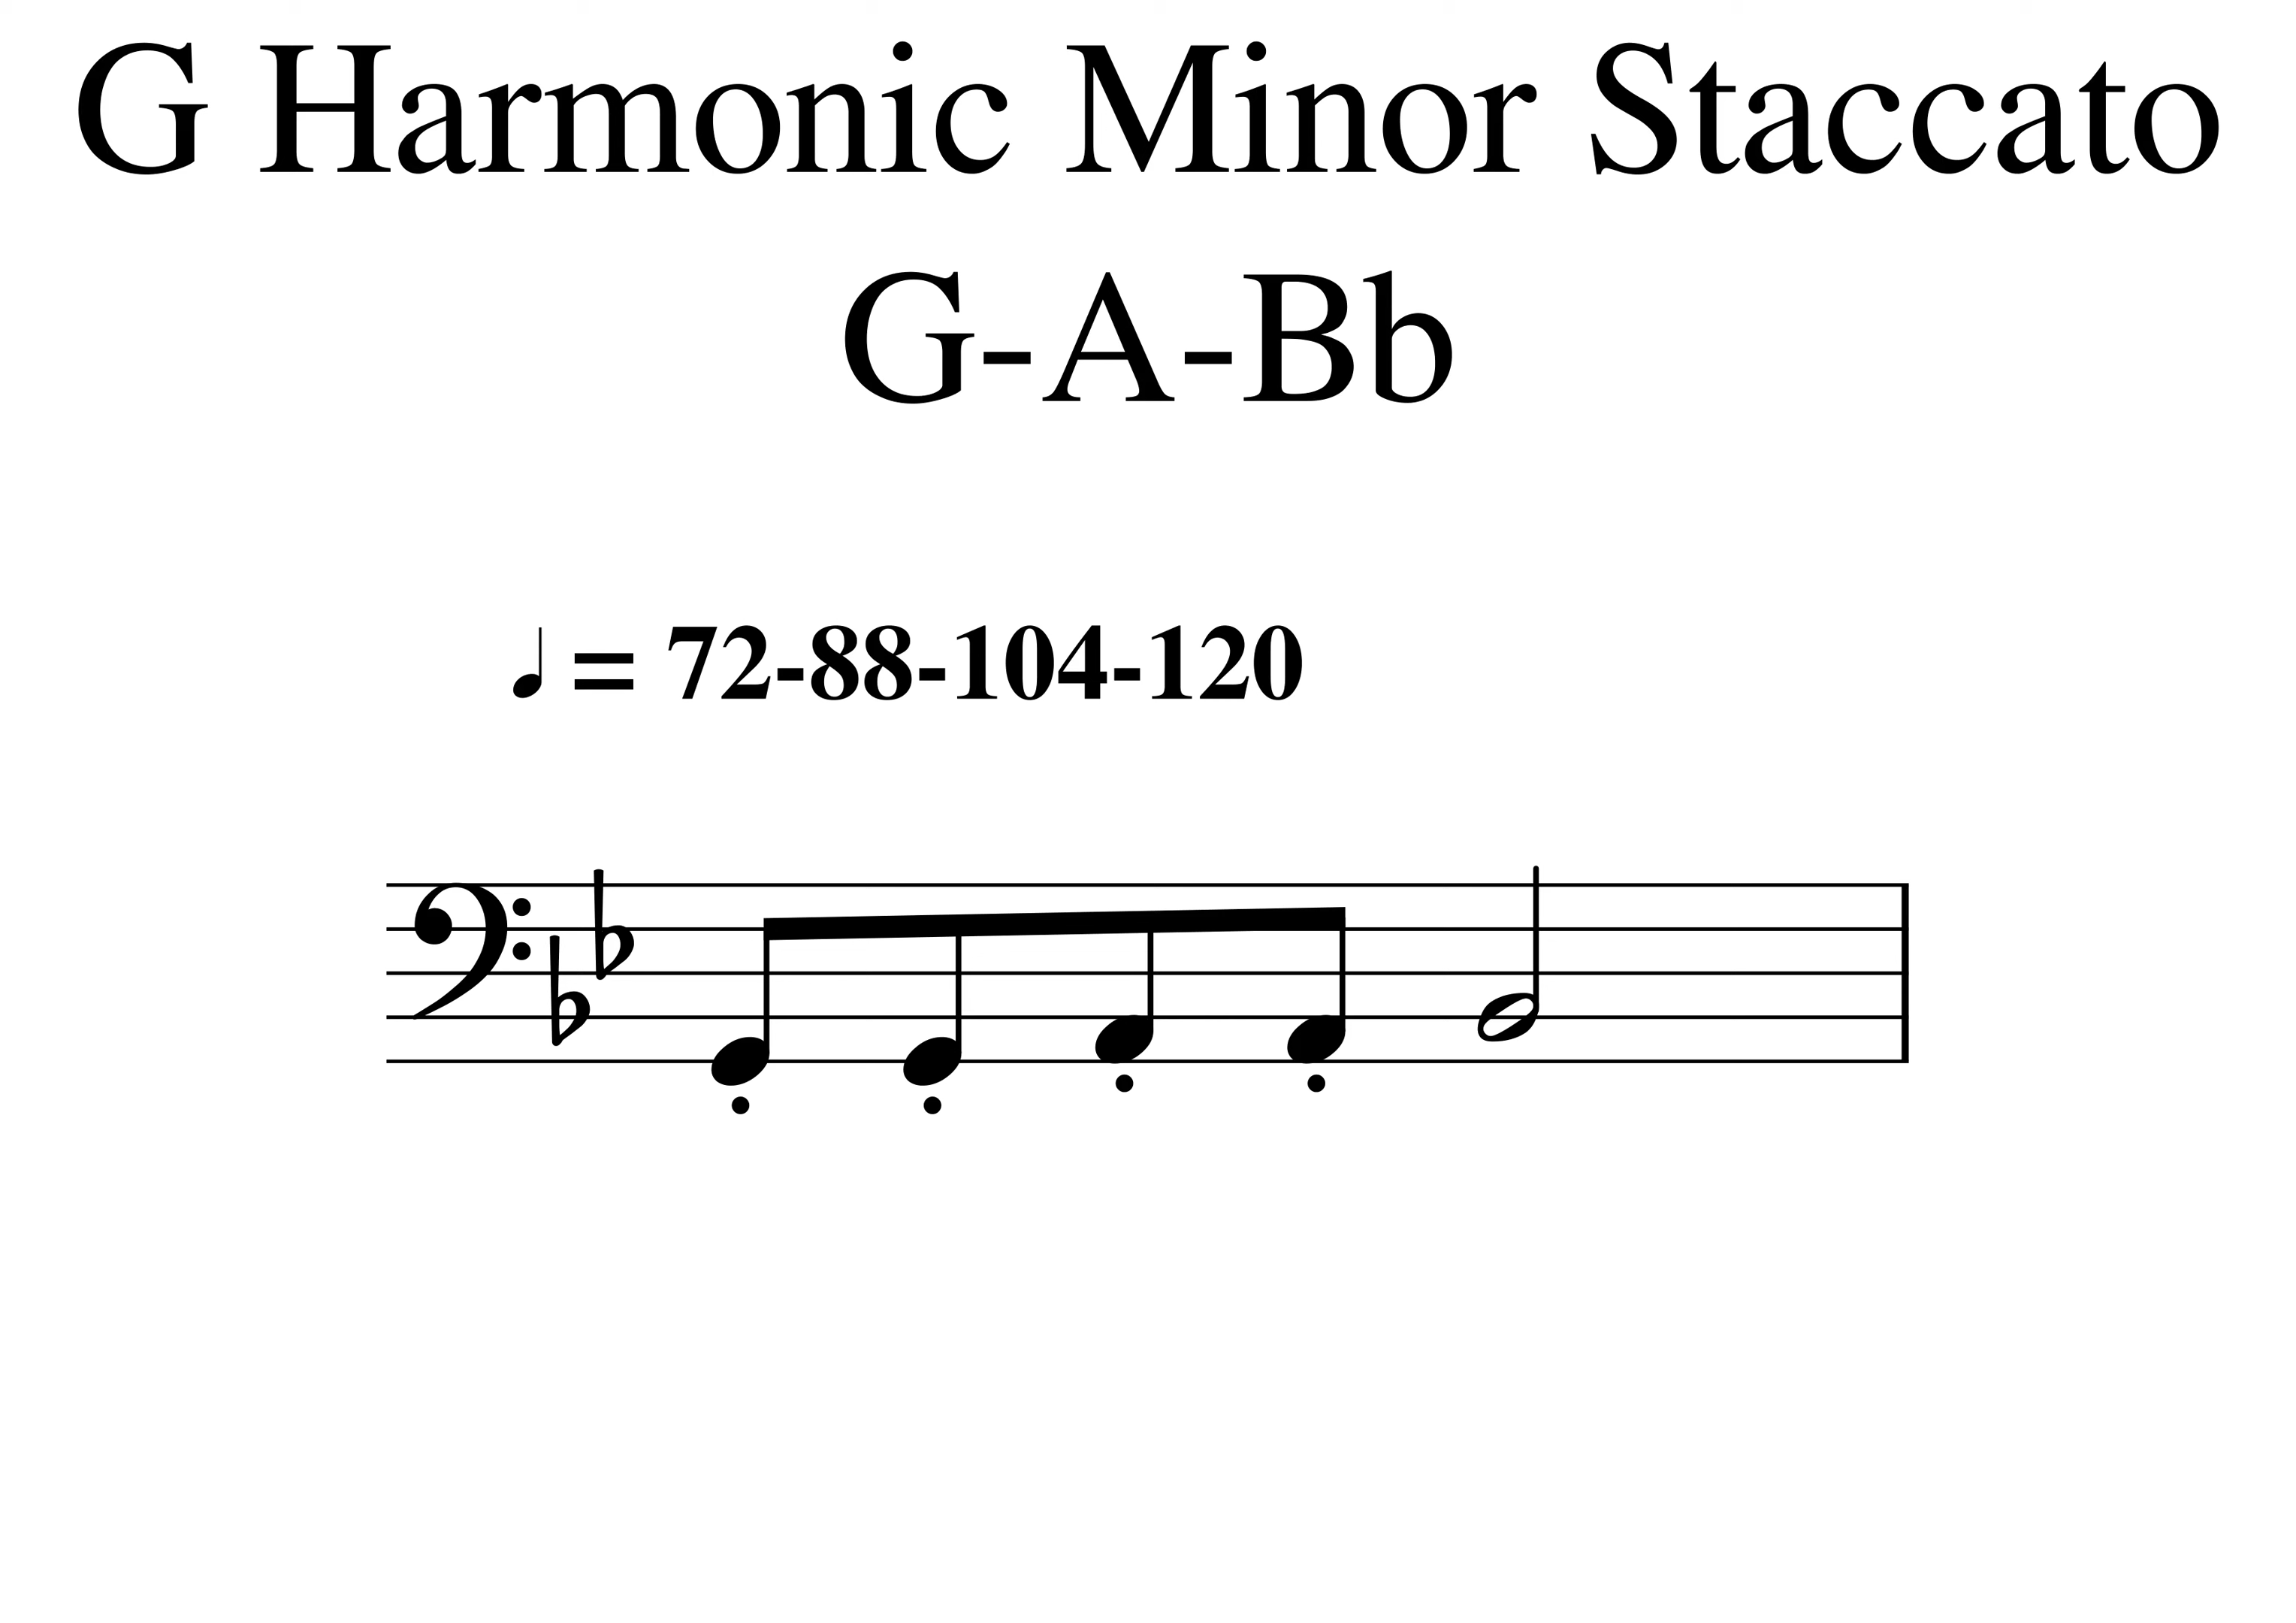 G Harmonic Minor Staccato
G-A-Bb
♩ = 72-88-104-120